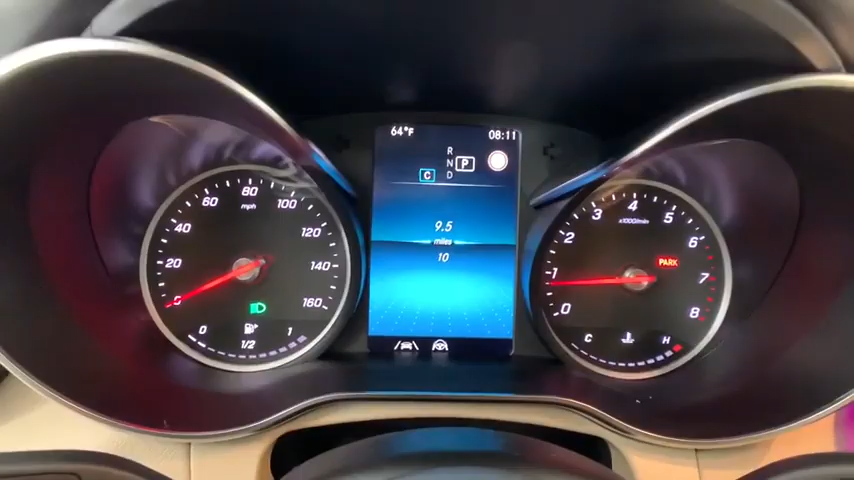 64°F 08:11
R
N P
D
C
9.5
miles
10
0 20 40 60 80 100 120 140 160
mph
0 1/2 1
0 1 2 3 4 5 6 7 8
x1000/min
PARK
C H